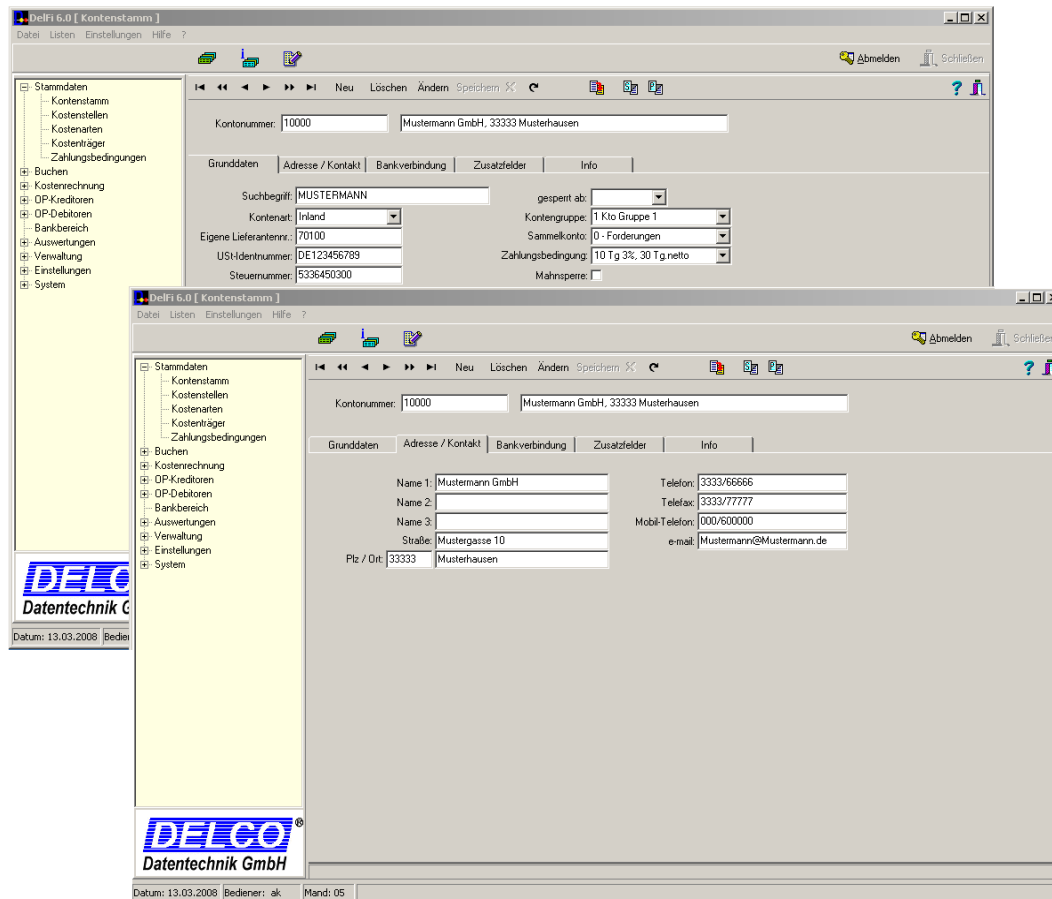 DelFi 6.0 [ Kontenstamm ]
Datei Listen Einstellungen Hilfe ?
Abmelden Schließen
Stammdaten
Kontenstamm
Kostenstellen
Kostenarten
Kostenträger
Zahlungsbedingungen
Buchen
Kostenrechnung
OP-Kreditoren
OP-Debitoren
Bankbereich
Auswertungen
Verwaltung
Einstellungen
System
DELCO
Datentechnik G
Datum: 13.03.2008
Neu Löschen Ändern Speichern
Kontonummer: 10000 Mustermann GmbH, 33333 Musterhausen
Grunddaten Adresse / Kontakt Bankverbindung Zusatzfelder Info
Suchbegriff: MUSTERMANN gesperrt ab:
Kontenart: Inland Kontengruppe: 1 Kto Gruppe 1
Eigene Lieferantennr.: 70100 Sammelkonto: 0 - Forderungen
USt-Identnummer: DE123456789 Zahlungsbedingung: 10 Tg 3%, 30 Tg.netto
Steuernummer: 5336450300 Mahnsperre:
DelFi 6.0 [ Kontenstamm ]
Datei Listen Einstellungen Hilfe ?
Abmelden Schließen
Stammdaten
Kontenstamm
Kostenstellen
Kostenarten
Kostenträger
Zahlungsbedingungen
Buchen
Kostenrechnung
OP-Kreditoren
OP-Debitoren
Bankbereich
Auswertungen
Verwaltung
Einstellungen
System
DELCO ®
Datentechnik GmbH
Neu Löschen Ändern Speichern
Kontonummer: 10000 Mustermann GmbH, 33333 Musterhausen
Grunddaten Adresse / Kontakt Bankverbindung Zusatzfelder Info
Name 1: Mustermann GmbH Telefon: 3333/66666
Name 2: Telefax: 3333/77777
Name 3: Mobil-Telefon: 000/600000
Straße: Mustergasse 10 e-mail: Mustermann@Mustermann.de
Plz / Ort: 33333 Musterhausen
Datum: 13.03.2008 Bediener: ak Mand: 05